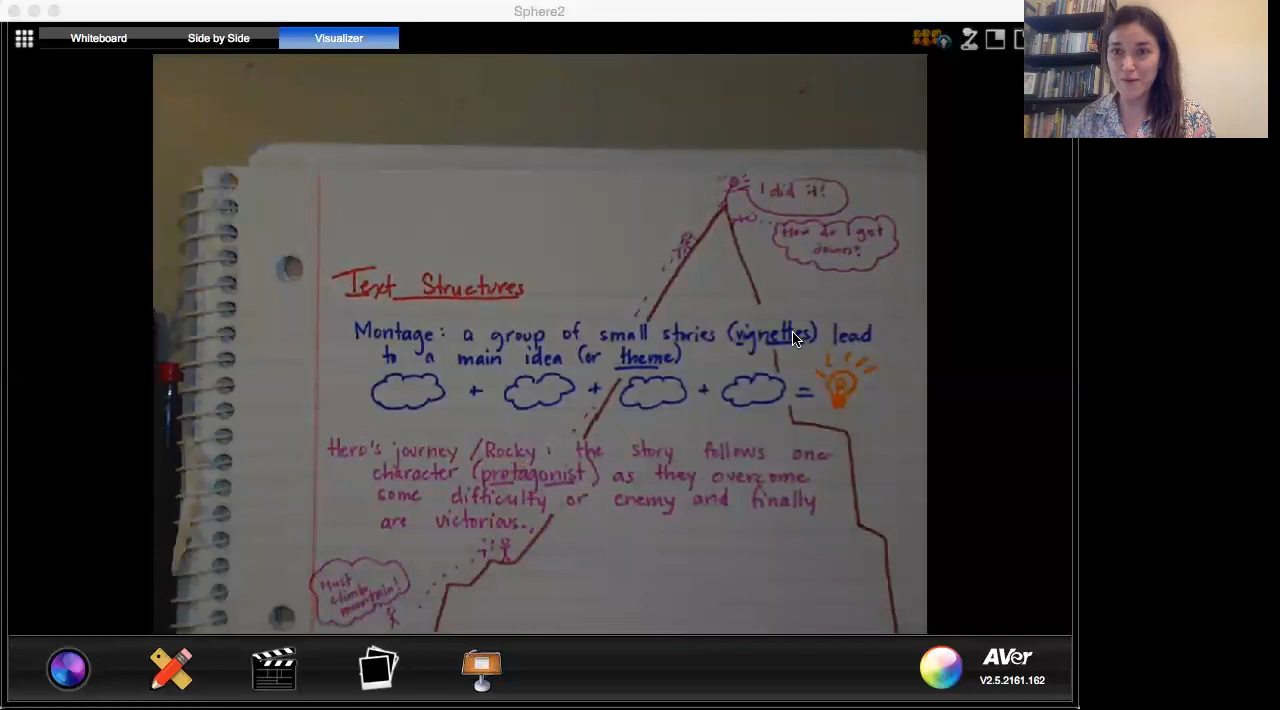 Sphere2
Whiteboard
Side by Side
Visualizer
I did it!
How do I get
down?
Text Structures
Montage: a group of small stories (vignettes) lead
to a main idea (or theme)
+ + + =
Hero's journey /Rocky: the story follows one
character (protagonist) as they overcome
some difficulty or enemy and finally
are victorious.
Must
climb
mountain!
AVer
V2.5.2161.162